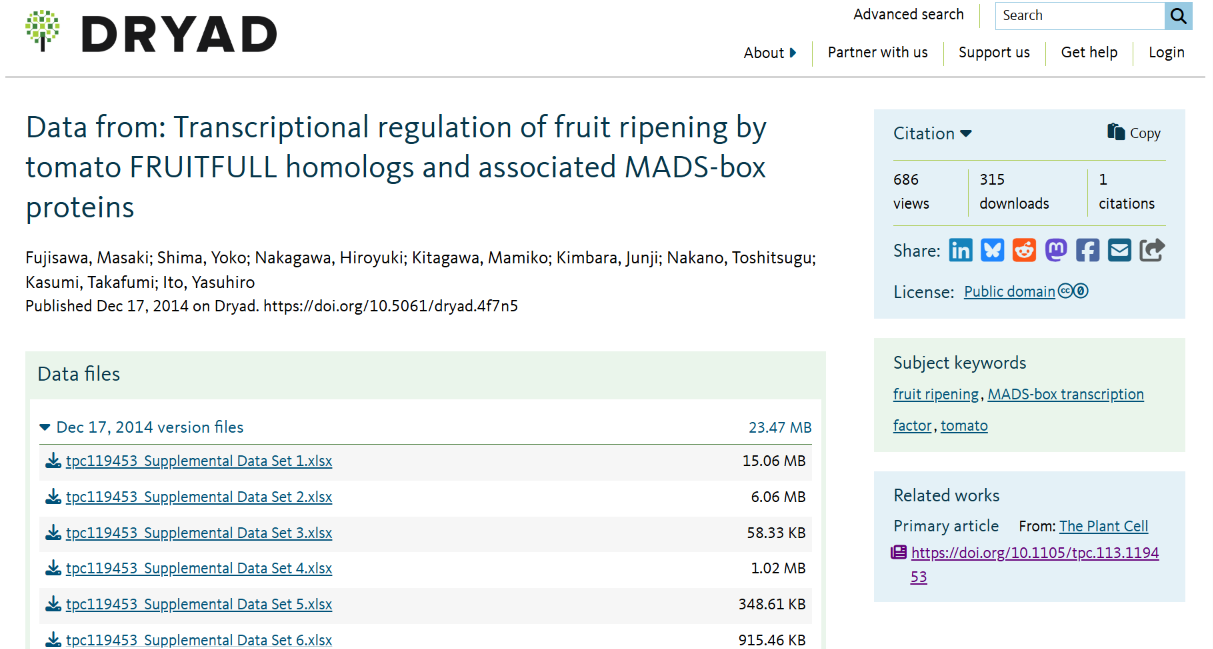 DRYAD
Advanced search
Search
About
Partner with us
Support us
Get help
Login
Data from: Transcriptional regulation of fruit ripening by
tomato FRUITFULL homologs and associated MADS-box
proteins
Fujisawa, Masaki; Shima, Yoko; Nakagawa, Hiroyuki; Kitagawa, Mamiko; Kimbara, Junji; Nakano, Toshitsugu;
Kasumi, Takafumi; Ito, Yasuhiro
Published Dec 17, 2014 on Dryad. https://doi.org/10.5061/dryad.4f7n5
Data files
Dec 17, 2014 version files 23.47 MB
tpc119453_Supplemental Data Set 1.xlsx 15.06 MB
tpc119453_Supplemental Data Set 2.xlsx 6.06 MB
tpc119453_Supplemental Data Set 3.xlsx 58.33 KB
tpc119453_Supplemental Data Set 4.xlsx 1.02 MB
tpc119453_Supplemental Data Set 5.xlsx 348.61 KB
tpc119453_Supplemental Data Set 6.xlsx 915.46 KB
Citation
Copy
686 315 1
views downloads citations
Share:
License: Public domain
Subject keywords
fruit ripening, MADS-box transcription
factor, tomato
Related works
Primary article From: The Plant Cell
https://doi.org/10.1105/tpc.113.1194
53